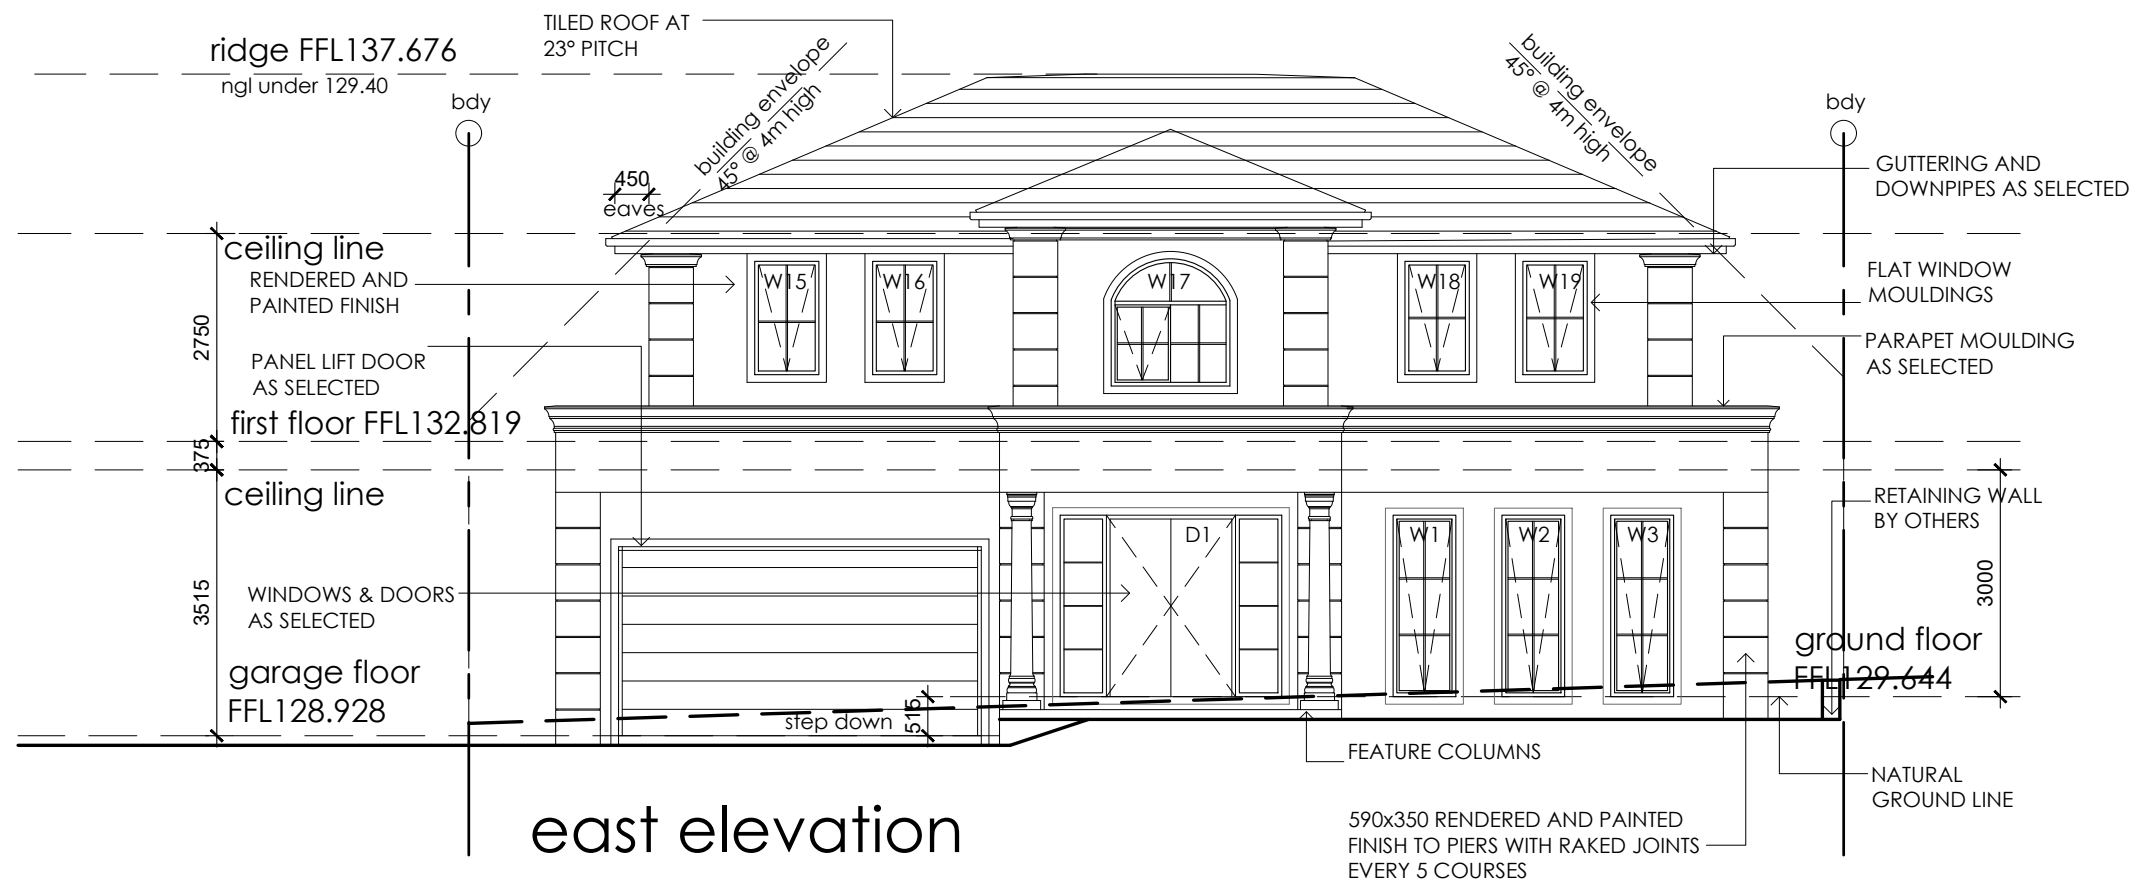 TILED ROOF AT
23° PITCH
ridge FFL137.676
ngl under 129.40
bdy
building envelope
45° @ 4m high
building envelope
45° @ 4m high
bdy
GUTTERING AND
DOWNPIPES AS SELECTED
450
eaves
ceiling line
RENDERED AND
PAINTED FINISH
W15
W16
W17
W18
W19
FLAT WINDOW
MOULDINGS
2750
PANEL LIFT DOOR
AS SELECTED
PARAPET MOULDING
AS SELECTED
first floor FFL132.819
375
ceiling line
RETAINING WALL
BY OTHERS
D1
W1
W2
W3
3515
WINDOWS & DOORS
AS SELECTED
3000
ground floor
FFL129.644
garage floor
FFL128.928
step down
515
FEATURE COLUMNS
NATURAL
GROUND LINE
east elevation
590x350 RENDERED AND PAINTED
FINISH TO PIERS WITH RAKED JOINTS
EVERY 5 COURSES